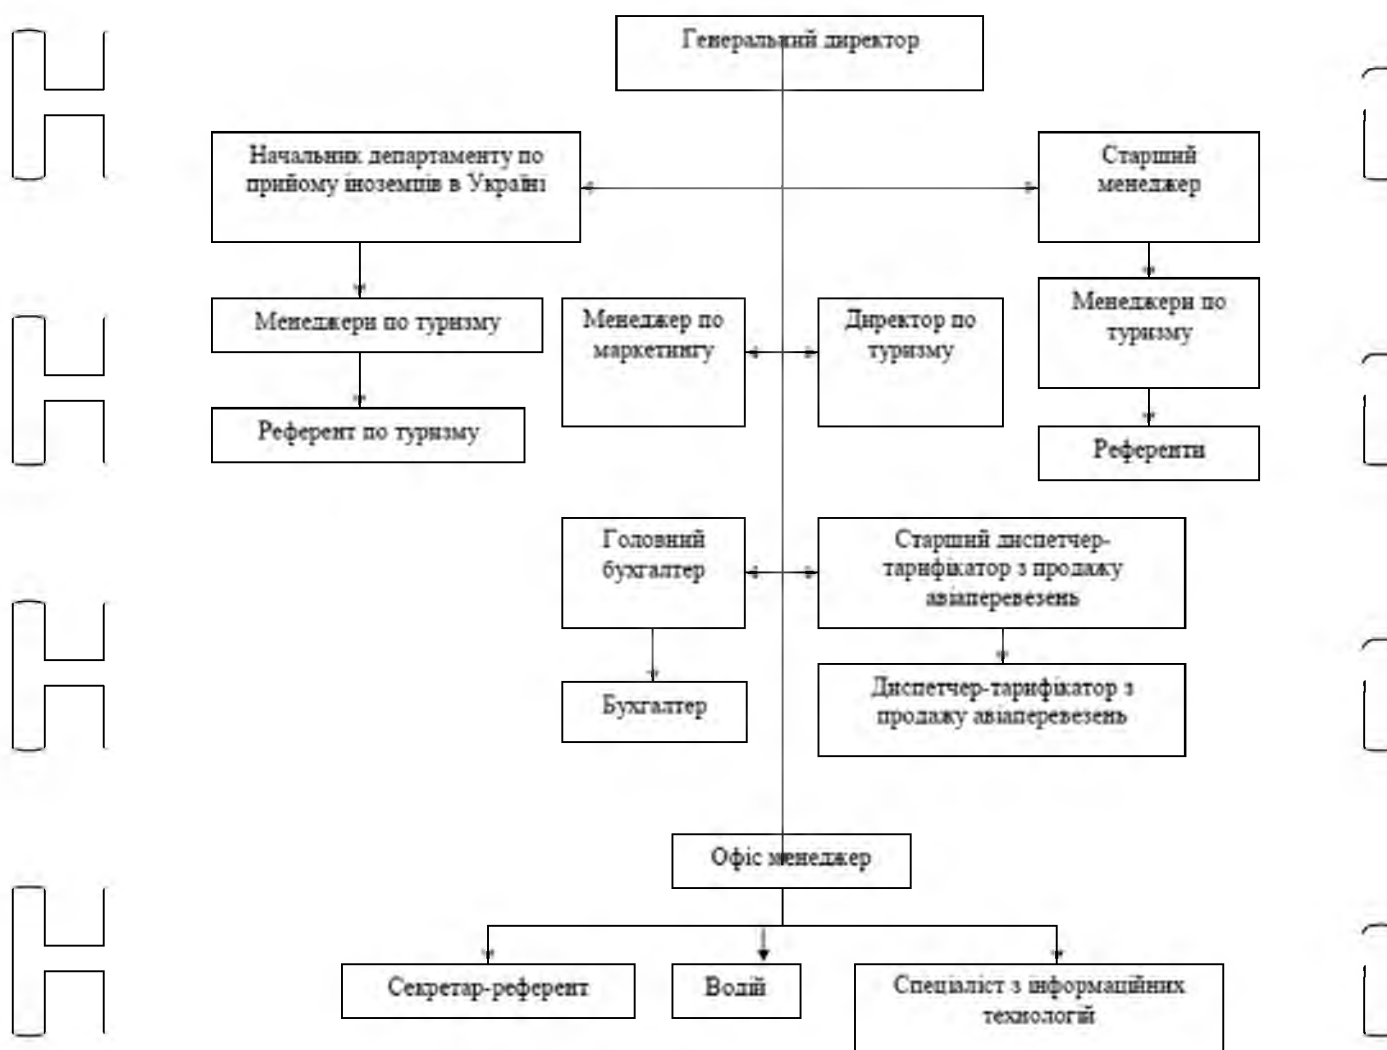 Генеральний директор
Начальник департаменту по
прийому іноземців в Україні
Старший
менеджер
Менеджери по туризму
Менеджер по
маркетингу
Директор по
туризму
Менеджери по
туризму
Референт по туризму
Референти
Головний
бухгалтер
Старший диспетчер-
тарифікатор з продажу
авіаперевезень
Бухгалтер
Диспетчер-тарифікатор з
продажу авіаперевезень
Офіс менеджер
Секретар-референт
Водій
Спеціаліст з інформаційних
технологій